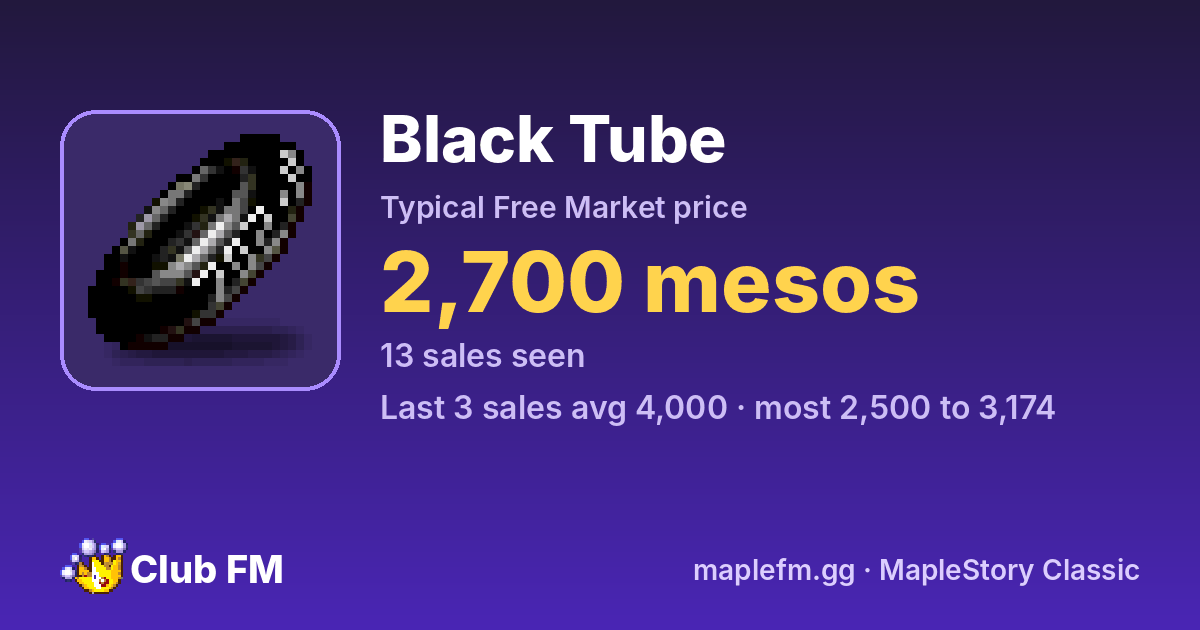 Black Tube
Typical Free Market price
2,700 mesos
13 sales seen
Last 3 sales avg 4,000 · most 2,500 to 3,174
Club FM
maplefm.gg · MapleStory Classic